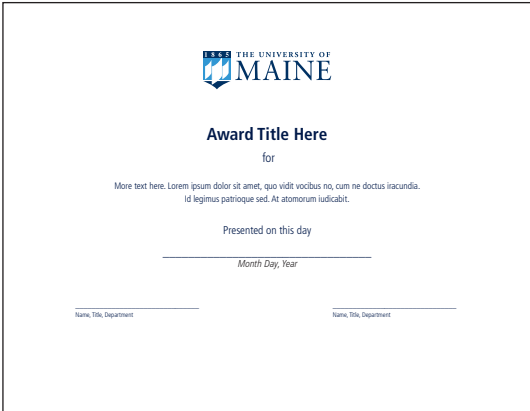 1865
THE UNIVERSITY OF
MAINE
Award Title Here
for
More text here. Lorem ipsum dolor sit amet, quo vidit vocibus no, cum ne doctus iracundia.
Id legimus patrioque sed. At atomorum iudicabit.
Presented on this day
Month Day, Year
Name, Title, Department
Name, Title, Department